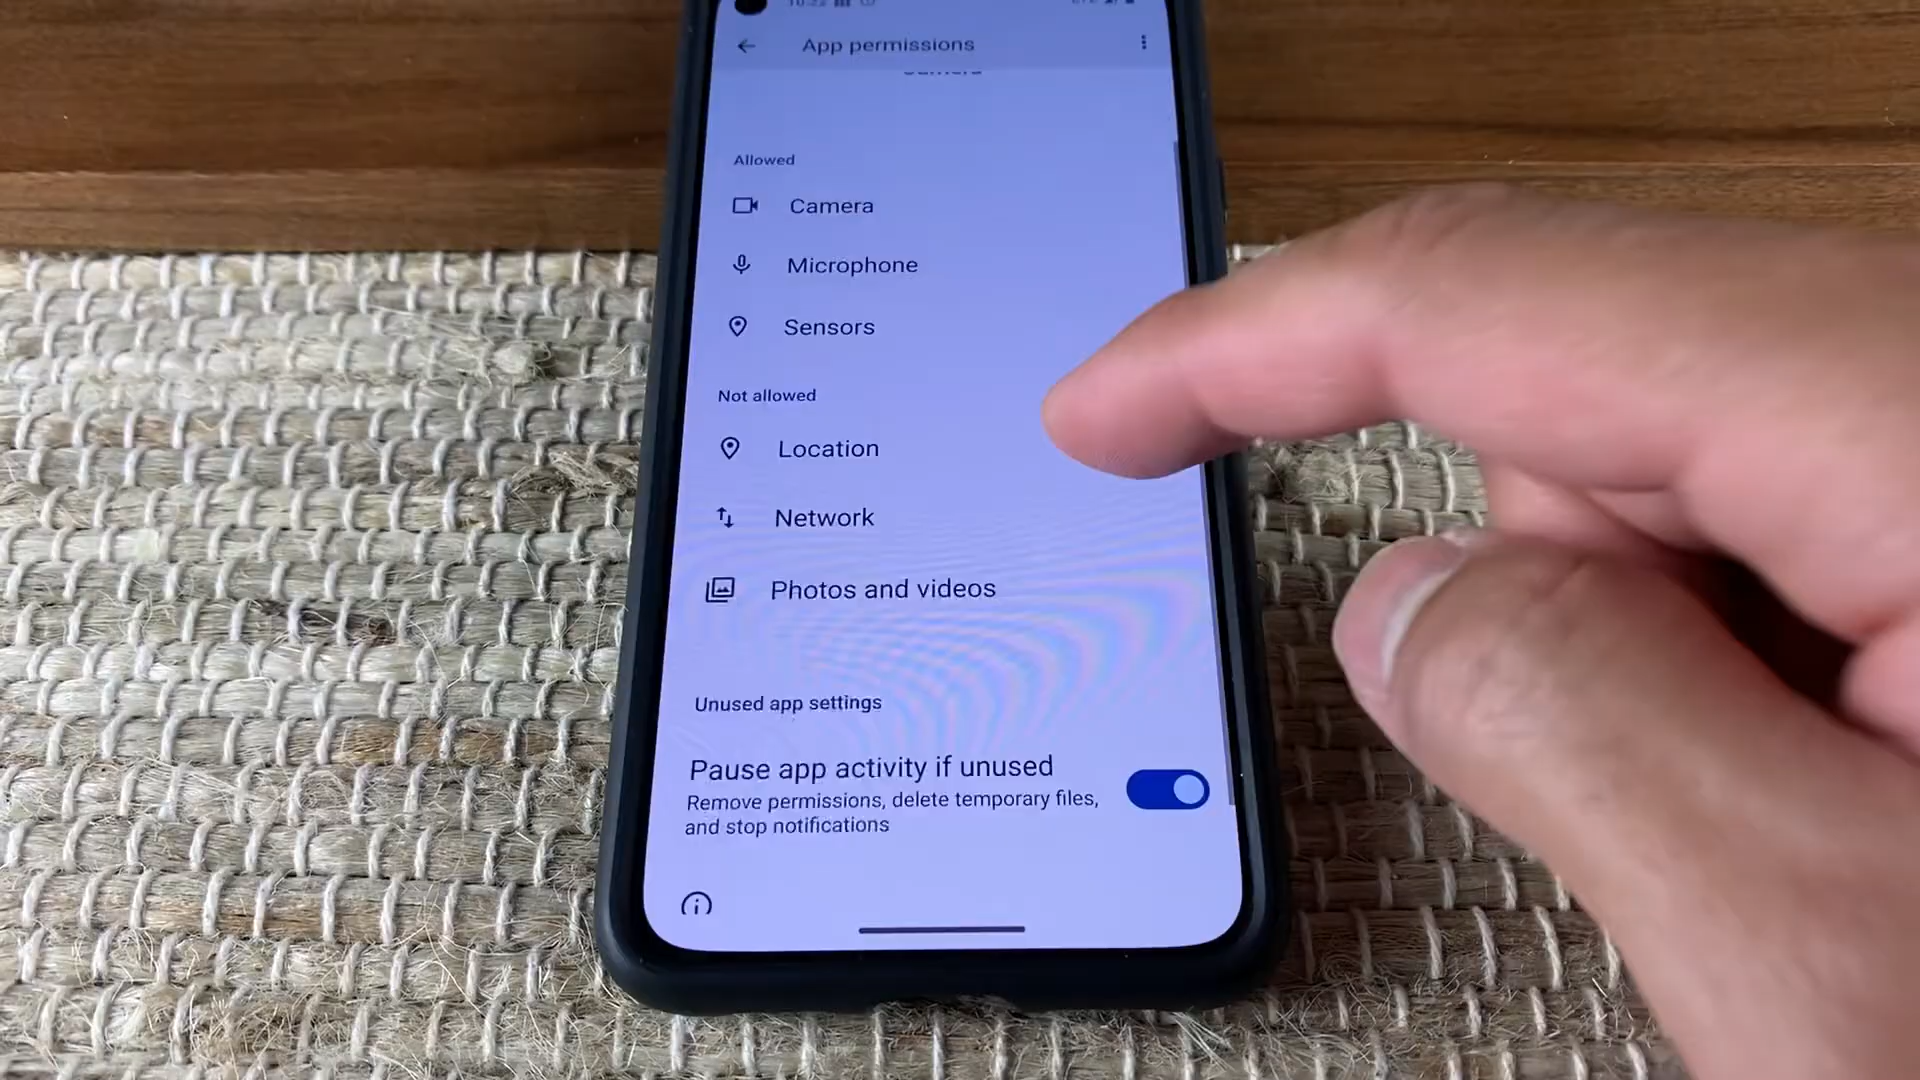 App permissions
Allowed
Camera
Microphone
Sensors
Not allowed
Location
Network
Photos and videos
Unused app settings
Pause app activity if unused
Remove permissions, delete temporary files,
and stop notifications